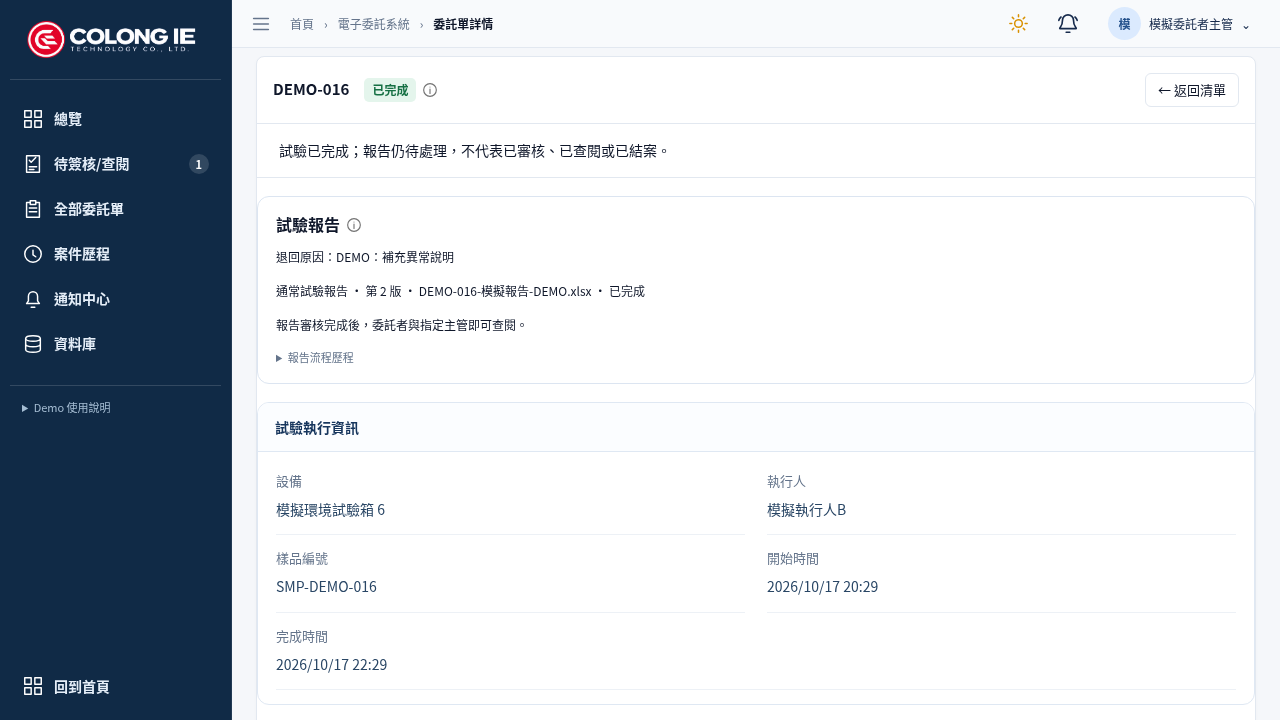 COLONG IE
TECHNOLOGY CO., LTD.
總覽
待簽核/查閱 1
全部委託單
案件歷程
通知中心
資料庫
Demo 使用說明
回到首頁
首頁 › 電子委託系統 › 委託單詳情
模 模擬委託者主管
DEMO-016 已完成
← 返回清單
試驗已完成；報告仍待處理，不代表已審核、已查閱或已結案。
試驗報告
退回原因：DEMO：補充異常說明
通常試驗報告 · 第 2 版 · DEMO-016-模擬報告-DEMO.xlsx · 已完成
報告審核完成後，委託者與指定主管即可查閱。
報告流程歷程
試驗執行資訊
設備
模擬環境試驗箱 6
執行人
模擬執行人B
樣品編號
SMP-DEMO-016
開始時間
2026/10/17 20:29
完成時間
2026/10/17 22:29